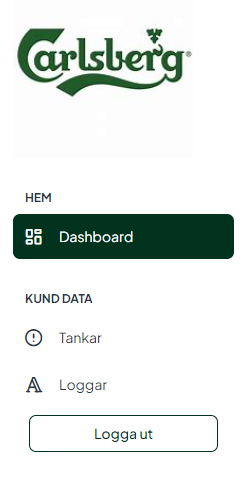 Carlsberg®
HEM
Dashboard
KUND DATA
Tankar
Loggar
Logga ut